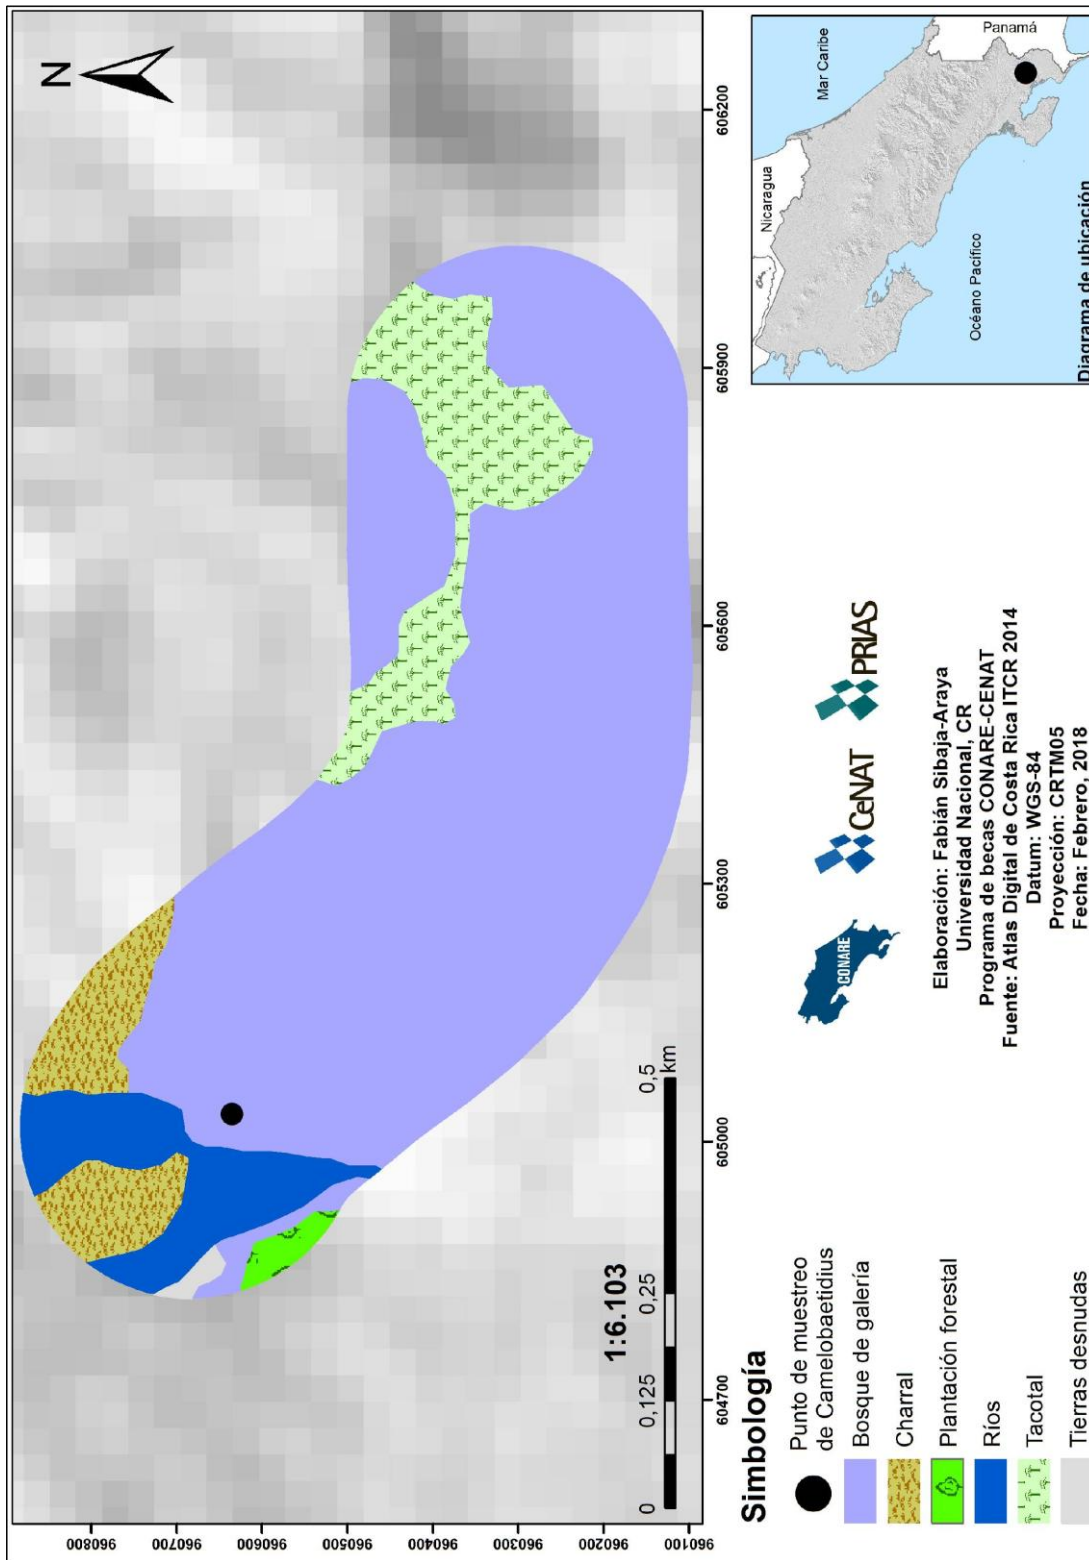 N
960800
960700
960600
960500
960400
960300
960200
960100
604700
605000
605300
605600
605900
606200
1:6.103
0 0,125 0,25 0,5
km
Simbología
Punto de muestreo
de Camelobaetidius
Bosque de galería
Charral
Plantación forestal
Ríos
Tacotal
Tierras desnudas
CONARE
CeNAT
PRIAS
Elaboración: Fabián Sibaja-Araya
Universidad Nacional, CR
Programa de becas CONARE-CENAT
Fuente: Atlas Digital de Costa Rica ITCR 2014
Datum: WGS-84
Proyección: CRTM05
Fecha: Febrero, 2018
Nicaragua
Mar Caribe
Panamá
Océano Pacífico
Diagrama de ubicación